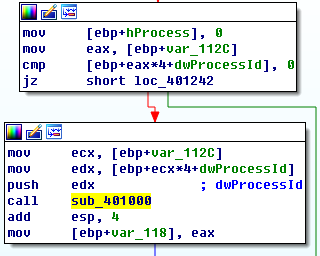 mov [ebp+hProcess], 0
mov eax, [ebp+var_112C]
cmp [ebp+eax*4+dwProcessId], 0
jz short loc_401242
mov ecx, [ebp+var_112C]
mov edx, [ebp+ecx*4+dwProcessId]
push edx ; dwProcessId
call sub_401000
add esp, 4
mov [ebp+var_118], eax